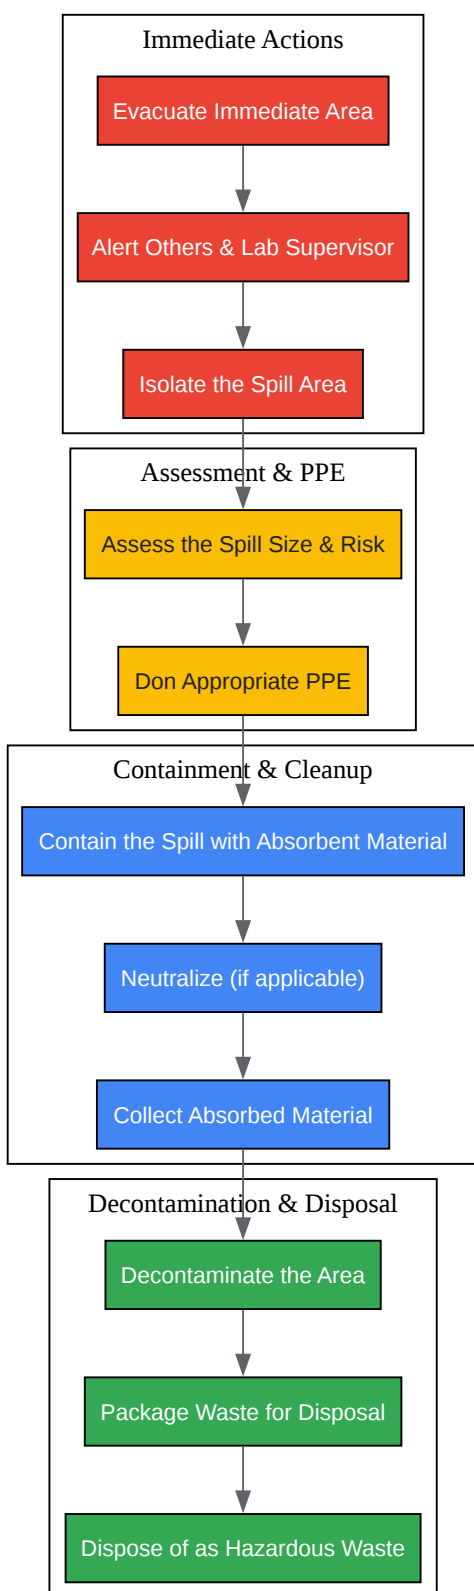 Immediate Actions
Evacuate Immediate Area
Alert Others & Lab Supervisor
Isolate the Spill Area
Assessment & PPE
Assess the Spill Size & Risk
Don Appropriate PPE
Containment & Cleanup
Contain the Spill with Absorbent Material
Neutralize (if applicable)
Collect Absorbed Material
Decontamination & Disposal
Decontaminate the Area
Package Waste for Disposal
Dispose of as Hazardous Waste